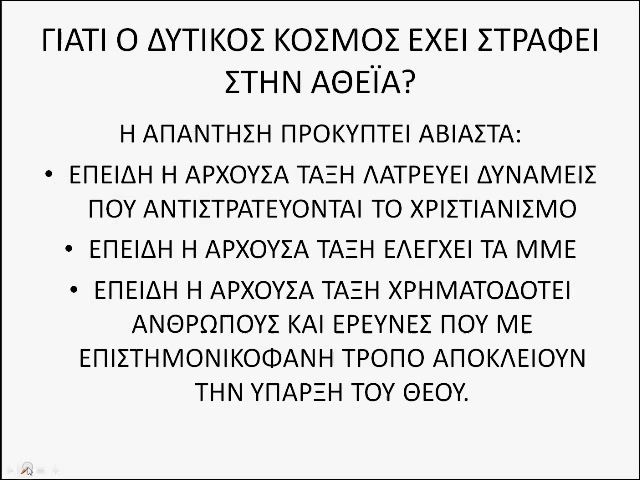 ΓΙΑΤΙ Ο ΔΥΤΙΚΟΣ ΚΟΣΜΟΣ ΕΧΕΙ ΣΤΡΑΦΕΙ
ΣΤΗΝ ΑΘΕΪΑ?
Η ΑΠΑΝΤΗΣΗ ΠΡΟΚΥΠΤΕΙ ΑΒΙΑΣΤΑ:
• ΕΠΕΙΔΗ Η ΑΡΧΟΥΣΑ ΤΑΞΗ ΛΑΤΡΕΥΕΙ ΔΥΝΑΜΕΙΣ
ΠΟΥ ΑΝΤΙΣΤΡΑΤΕΥΟΝΤΑΙ ΤΟ ΧΡΙΣΤΙΑΝΙΣΜΟ
• ΕΠΕΙΔΗ Η ΑΡΧΟΥΣΑ ΤΑΞΗ ΕΛΕΓΧΕΙ ΤΑ ΜΜΕ
• ΕΠΕΙΔΗ Η ΑΡΧΟΥΣΑ ΤΑΞΗ ΧΡΗΜΑΤΟΔΟΤΕΙ
ΑΝΘΡΩΠΟΥΣ ΚΑΙ ΕΡΕΥΝΕΣ ΠΟΥ ΜΕ
ΕΠΙΣΤΗΜΟΝΙΚΟΦΑΝΗ ΤΡΟΠΟ ΑΠΟΚΛΕΙΟΥΝ
ΤΗΝ ΥΠΑΡΞΗ ΤΟΥ ΘΕΟΥ.